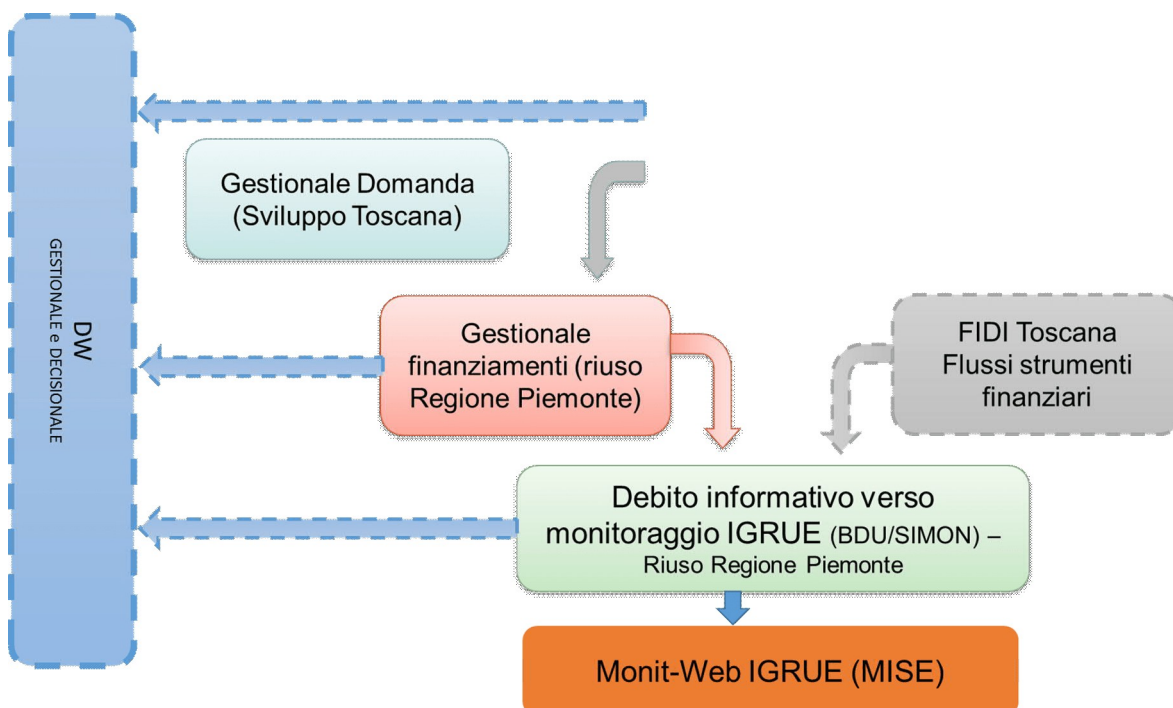 Gestionale Domanda
(Sviluppo Toscana)
DW
GESTIONALE e DECISIONALE
Gestionale
finanziamenti (riuso
Regione Piemonte)
FIDI Toscana
Flussi strumenti
finanziari
Debito informativo verso
monitoraggio IGRUE (BDU/SIMON) –
Riuso Regione Piemonte
Monit-Web IGRUE (MISE)